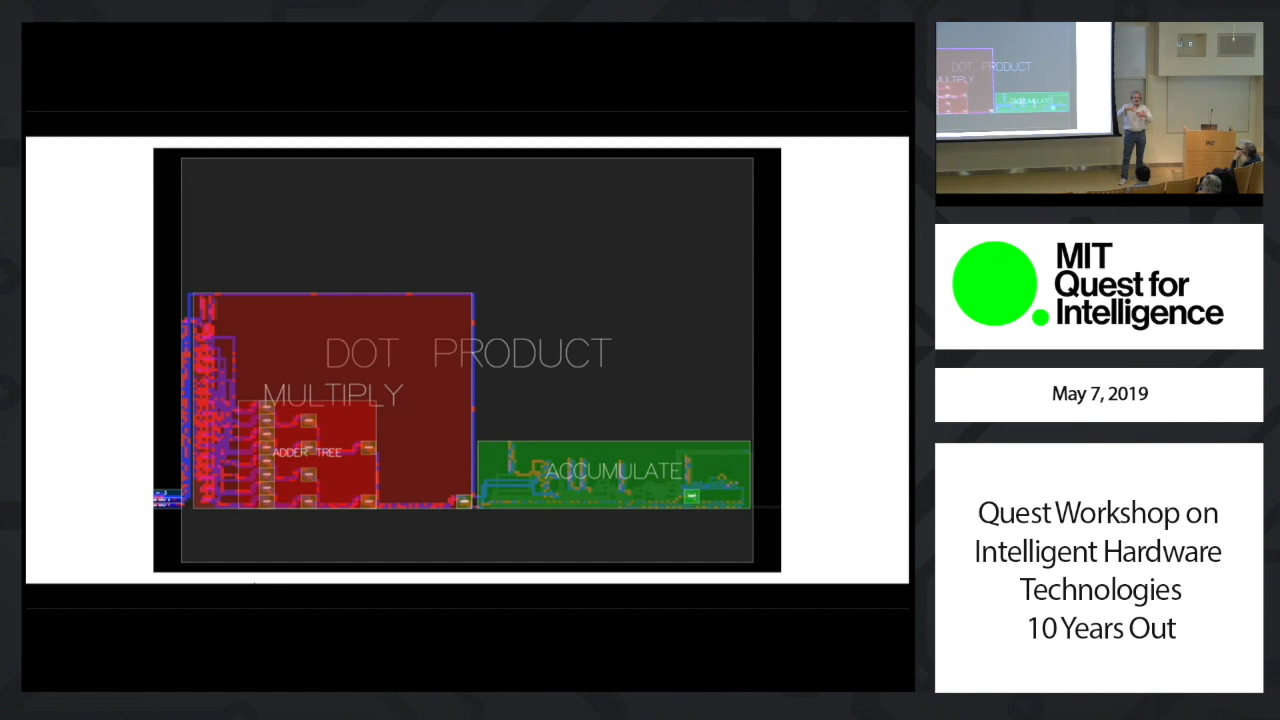 DOT PRODUCT
MULTIPLY
ADDER TREE
ACCUMULATE
DOT PRODUCT
MULTIPLY
ACCUMULATE
MIT
MIT
Quest for
Intelligence
May 7, 2019
Quest Workshop on
Intelligent Hardware
Technologies
10 Years Out